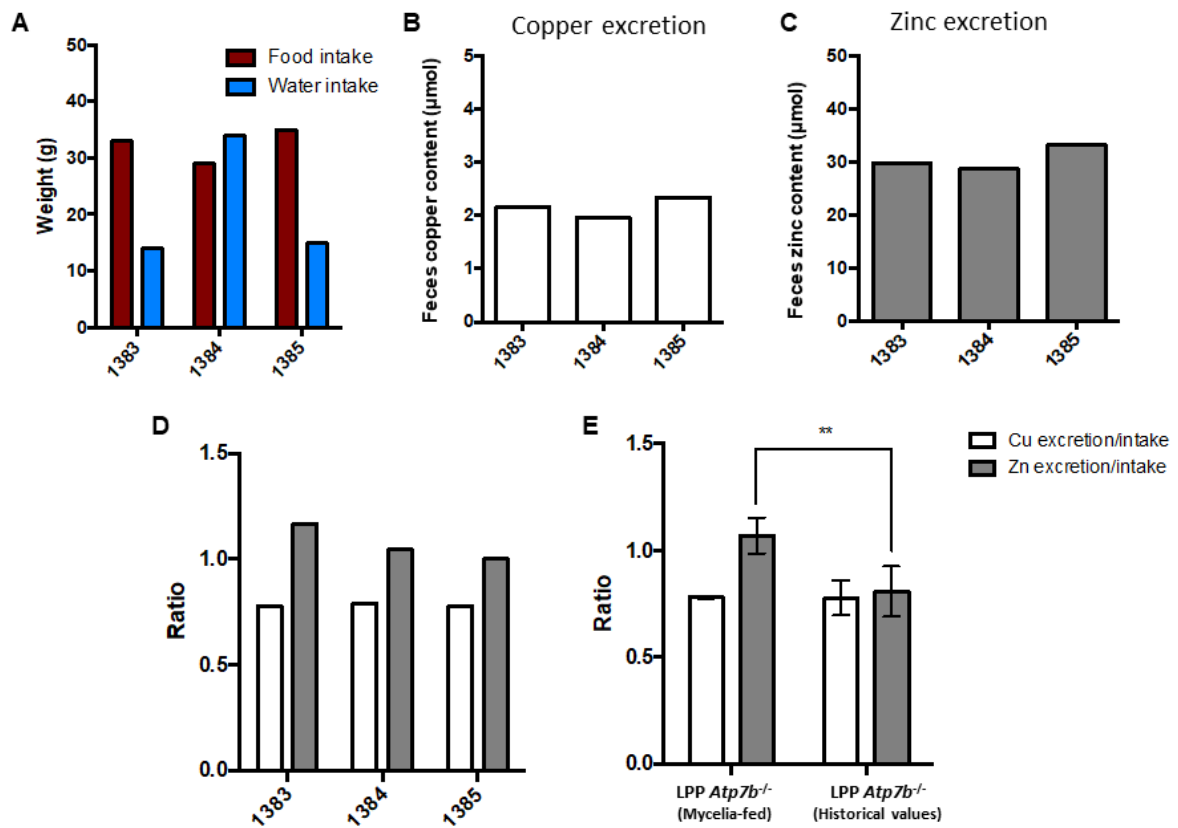 A
Food intake
Water intake
Weight (g)
50
40
30
20
10
0
1383
1384
1385
B
Copper excretion
Feces copper content (µmol)
5
4
3
2
1
0
1383
1384
1385
C
Zinc excretion
Feces zinc content (µmol)
50
40
30
20
10
0
1383
1384
1385
D
Ratio
1.5
1.0
0.5
0.0
1383
1384
1385
E
Cu excretion/intake
Zn excretion/intake
**
Ratio
1.5
1.0
0.5
0.0
LPP Atp7b-/-
(Mycelia-fed)
LPP Atp7b-/-
(Historical values)